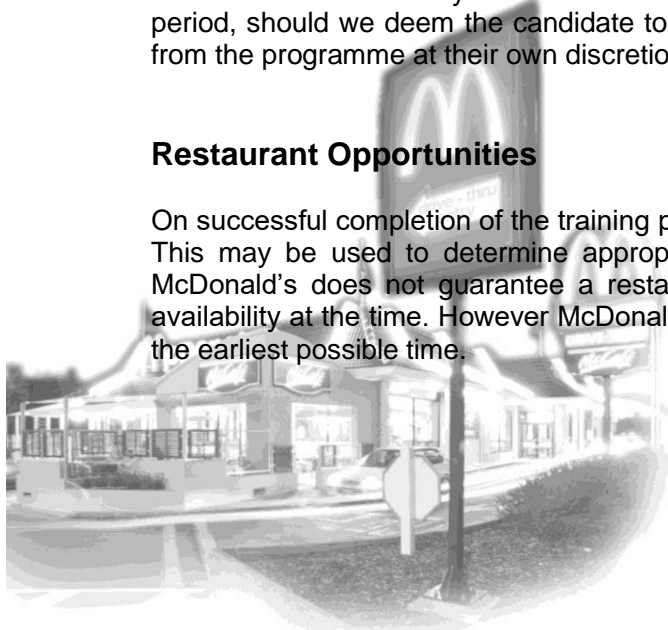 period, should we deem the candidate to
from the programme at their own discretio
Restaurant Opportunities
On successful completion of the training p
This may be used to determine approp
McDonald's does not guarantee a resta
availability at the time. However McDonal
the earliest possible time.